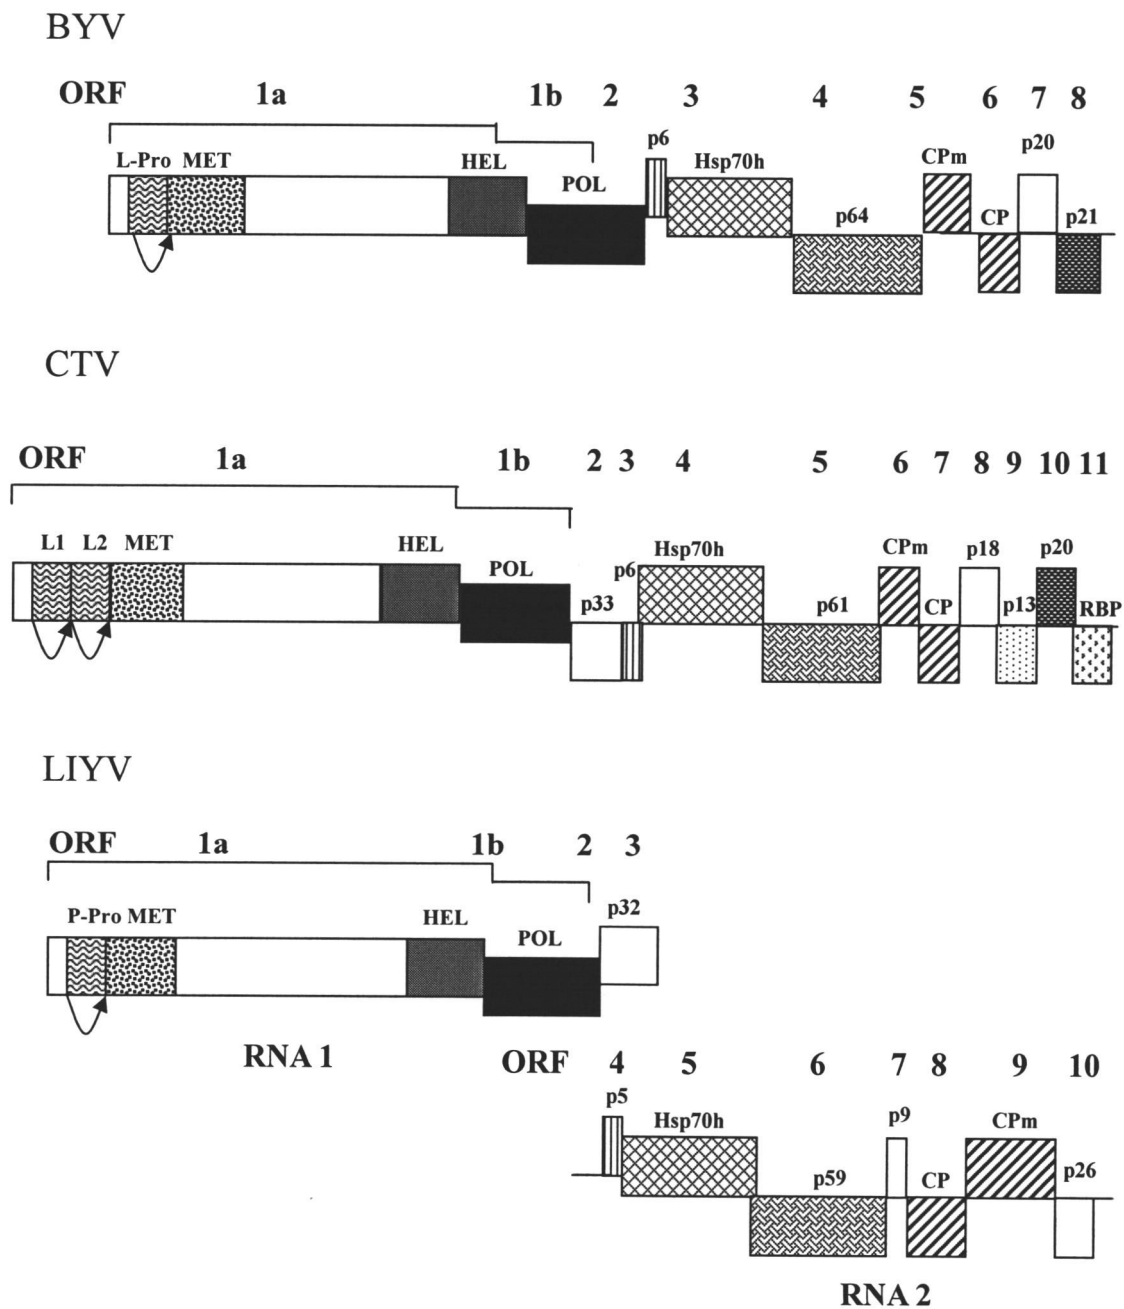 BYV
ORF 1a 1b 2 3 4 5 6 7 8
L-Pro MET HEL POL p6 Hsp70h p64 CPm CP p20 p21
CTV
ORF 1a 1b 2 3 4 5 6 7 8 9 10 11
L1 L2 MET HEL POL p33 p6 Hsp70h p61 CPm CP p18 p13 p20 RBP
LIYV
ORF 1a 1b 2 3
P-Pro MET HEL POL p32
RNA 1
ORF 4 5 6 7 8 9 10
p5 Hsp70h p59 p9 CP CPm p26
RNA 2